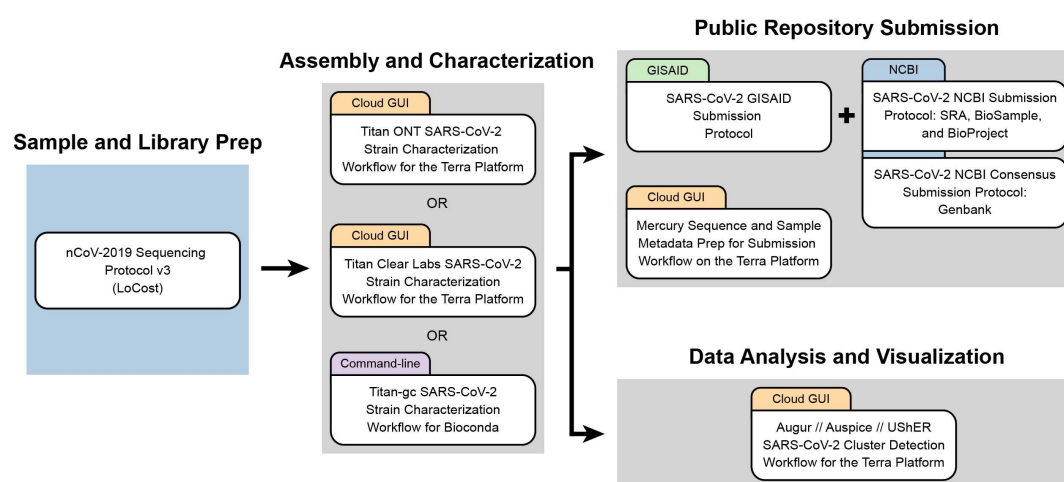 Sample and Library Prep
nCoV-2019 Sequencing
Protocol v3
(LoCost)
Assembly and Characterization
Cloud GUI
Titan ONT SARS-CoV-2
Strain Characterization
Workflow for the Terra Platform
OR
Cloud GUI
Titan Clear Labs SARS-CoV-2
Strain Characterization
Workflow for the Terra Platform
OR
Command-line
Titan-gc SARS-CoV-2
Strain Characterization
Workflow for Bioconda
Public Repository Submission
GISAID
SARS-CoV-2 GISAID
Submission
Protocol
+
NCBI
SARS-CoV-2 NCBI Submission
Protocol: SRA, BioSample,
and BioProject
SARS-CoV-2 NCBI Consensus
Submission Protocol:
Genbank
Cloud GUI
Mercury Sequence and Sample
Metadata Prep for Submission
Workflow on the Terra Platform
Data Analysis and Visualization
Cloud GUI
Augur // Auspice // UShER
SARS-CoV-2 Cluster Detection
Workflow for the Terra Platform